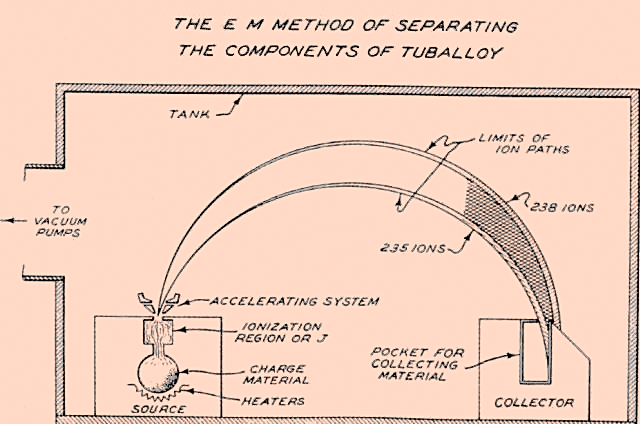 THE E M METHOD OF SEPARATING
THE COMPONENTS OF TUBALLOY
TANK
LIMITS OF
ION PATHS
TO
VACUUM
PUMPS
238 IONS
235 IONS
ACCELERATING SYSTEM
IONIZATION
REGION OR J
CHARGE
MATERIAL
HEATERS
SOURCE
POCKET FOR
COLLECTING
MATERIAL
COLLECTOR